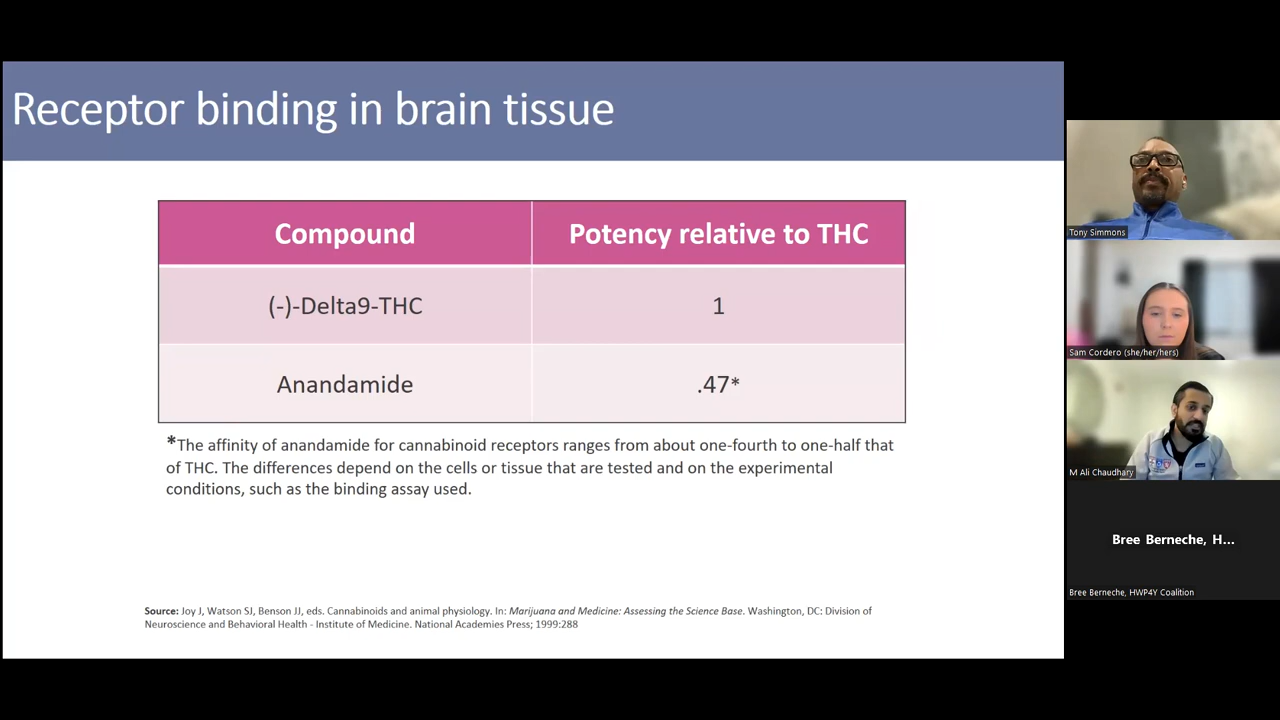 Receptor binding in brain tissue
Compound
Potency relative to THC
(-)-Delta9-THC
1
Anandamide
.47*
*The affinity of anandamide for cannabinoid receptors ranges from about one-fourth to one-half that
of THC. The differences depend on the cells or tissue that are tested and on the experimental
conditions, such as the binding assay used.
Source: Joy J, Watson SJ, Benson JJ, eds. Cannabinoids and animal physiology. In: Marijuana and Medicine: Assessing the Science Base. Washington, DC: Division of
Neuroscience and Behavioral Health - Institute of Medicine. National Academies Press; 1999:288
Tony Simmons
Sam Cordero (she/her/hers)
M Ali Chaudhary
Bree Berneche, H...
Bree Berneche, HWP4Y Coalition